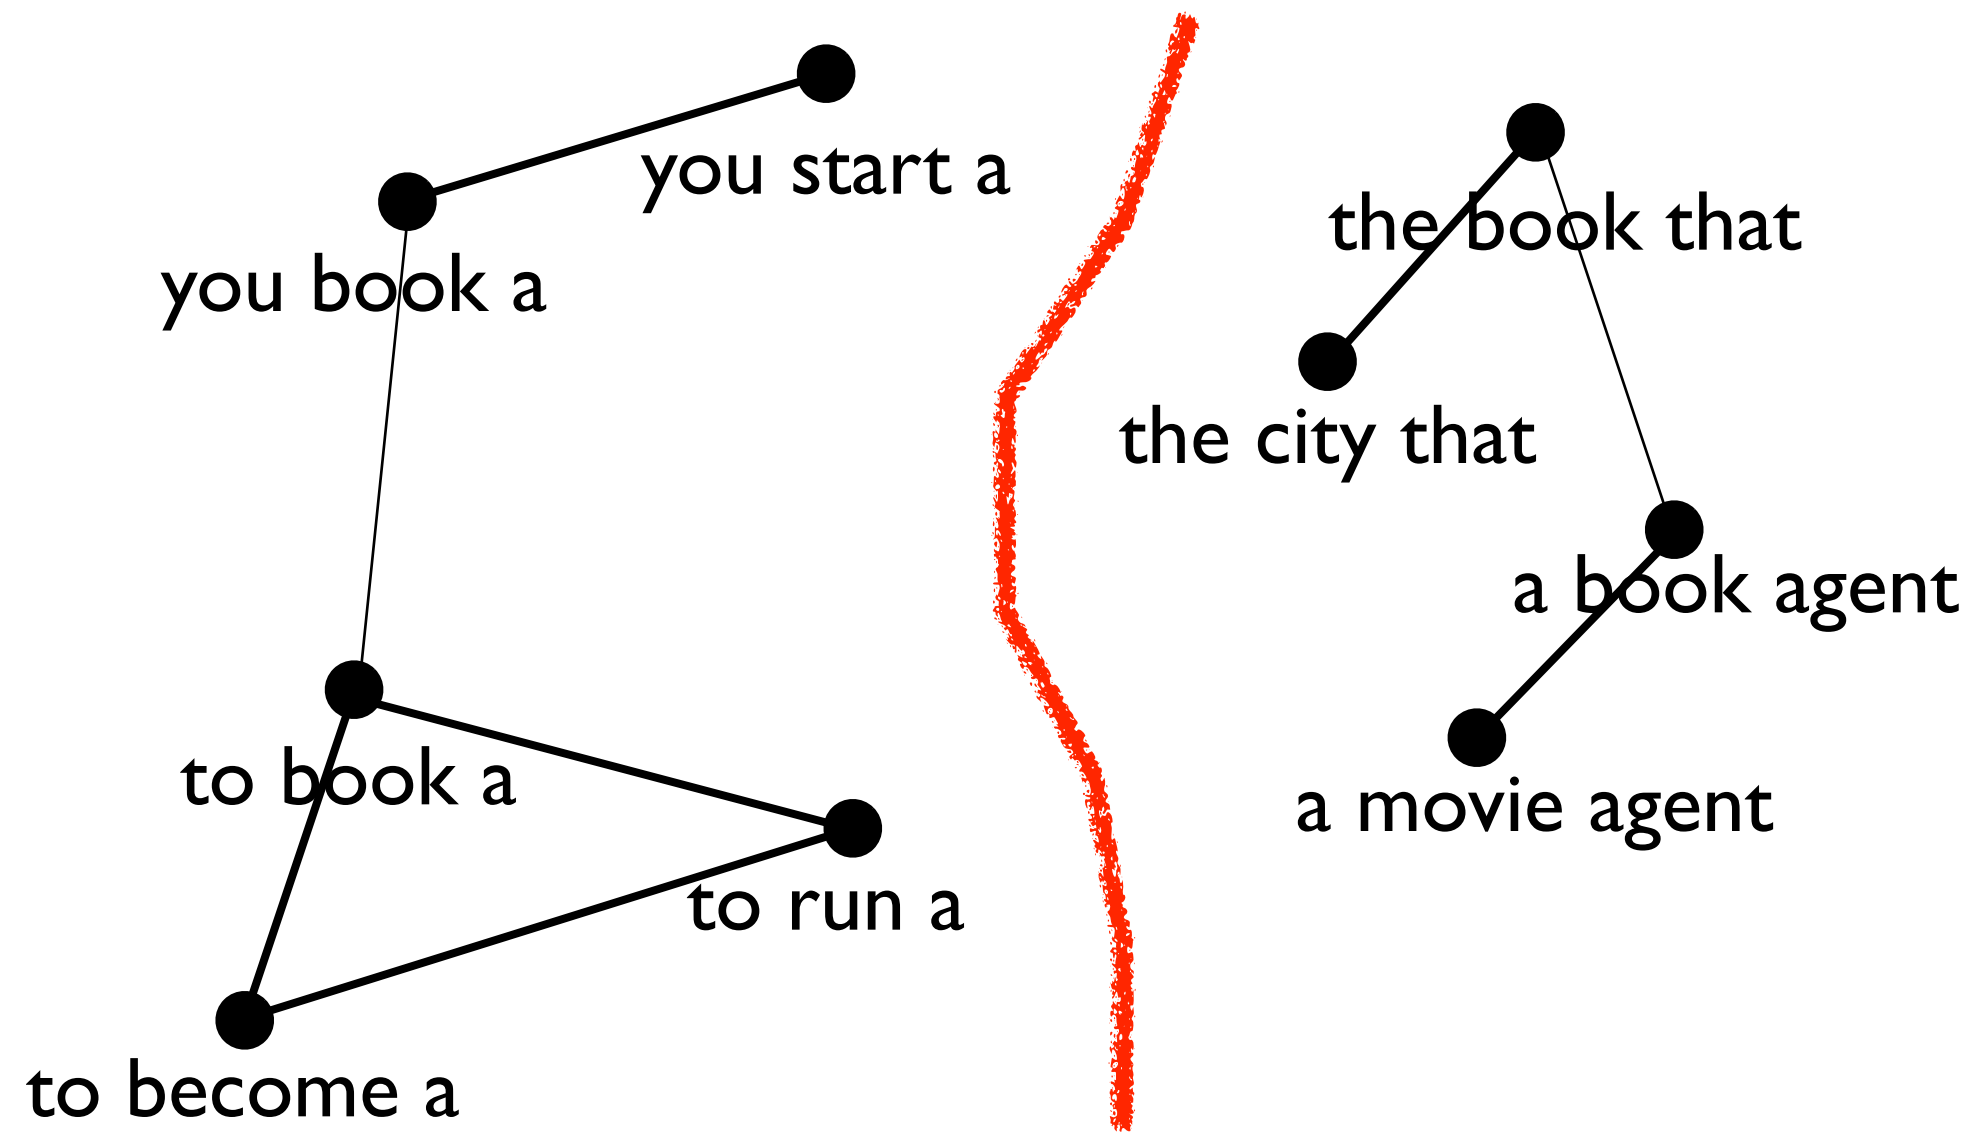 you start a
you book a
to book a
to run a
to become a
the book that
the city that
a book agent
a movie agent